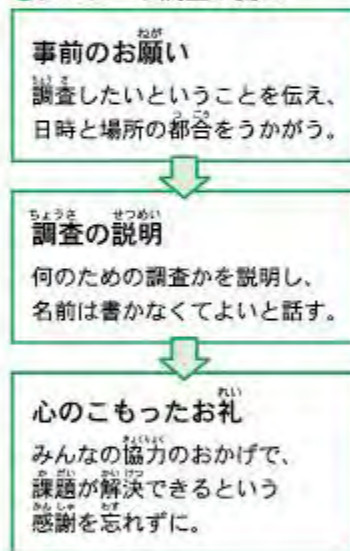 事前のお願い
調査したいということを伝え、
日時と場所の都合をうかがう。
調査の説明
何のための調査かを説明し、
名前は書かなくてよいと話す。
心のこもったお礼
みんなの協力のおかげで、
課題が解決できるという
感謝を忘れずに。